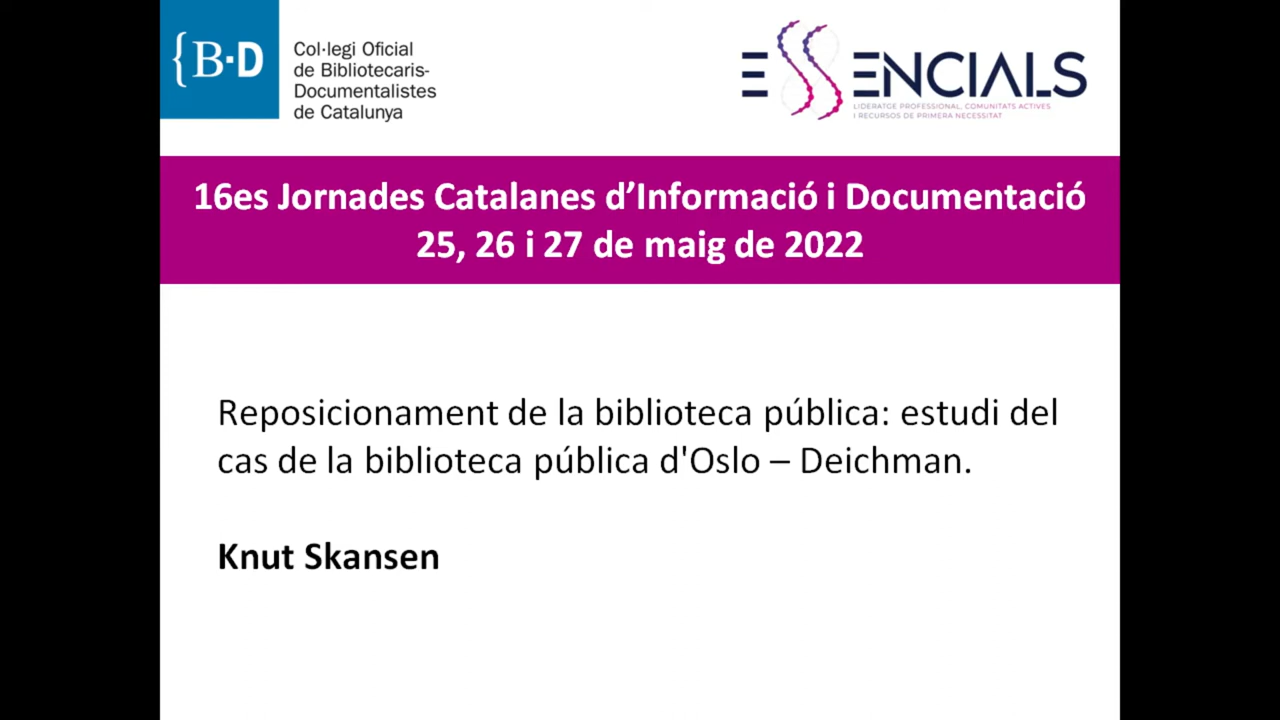 {B·D
Col·legi Oficial
de Bibliotecaris-
Documentalistes
de Catalunya
ESSENCIALS
LIDERATGE PROFESSIONAL, COMUNITATS ACTIVES
I RECURSOS DE PRIMERA NECESSITAT
16es Jornades Catalanes d’Informació i Documentació
25, 26 i 27 de maig de 2022
Reposicionament de la biblioteca pública: estudi del
cas de la biblioteca pública d'Oslo – Deichman.
Knut Skansen